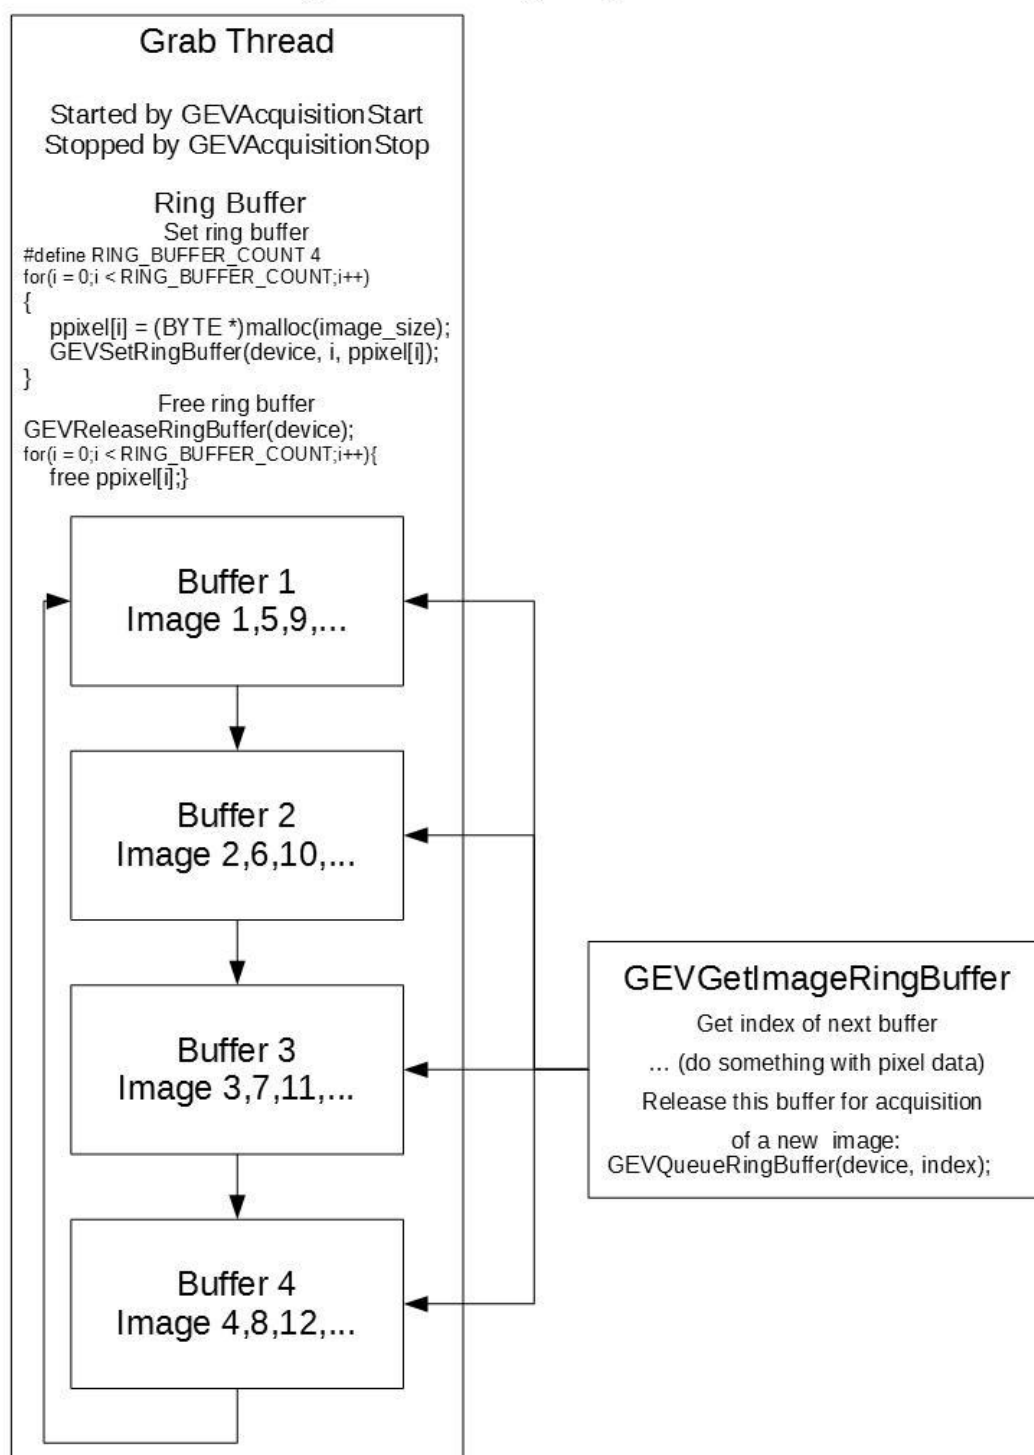 Grab Thread
Started by GEVAcquisitionStart
Stopped by GEVAcquisitionStop
Ring Buffer
Set ring buffer
#define RING_BUFFER_COUNT 4
for(i = 0;i < RING_BUFFER_COUNT;i++)
{
ppixel[i] = (BYTE *)malloc(image_size);
GEVSetRingBuffer(device, i, ppixel[i]);
}
Free ring buffer
GEVReleaseRingBuffer(device);
for(i = 0;i < RING_BUFFER_COUNT;i++){
free ppixel[i];}
Buffer 1
Image 1,5,9,...
Buffer 2
Image 2,6,10,...
Buffer 3
Image 3,7,11,...
Buffer 4
Image 4,8,12,...
GEVGetImageRingBuffer
Get index of next buffer
... (do something with pixel data)
Release this buffer for acquisition
of a new image:
GEVQueueRingBuffer(device, index);